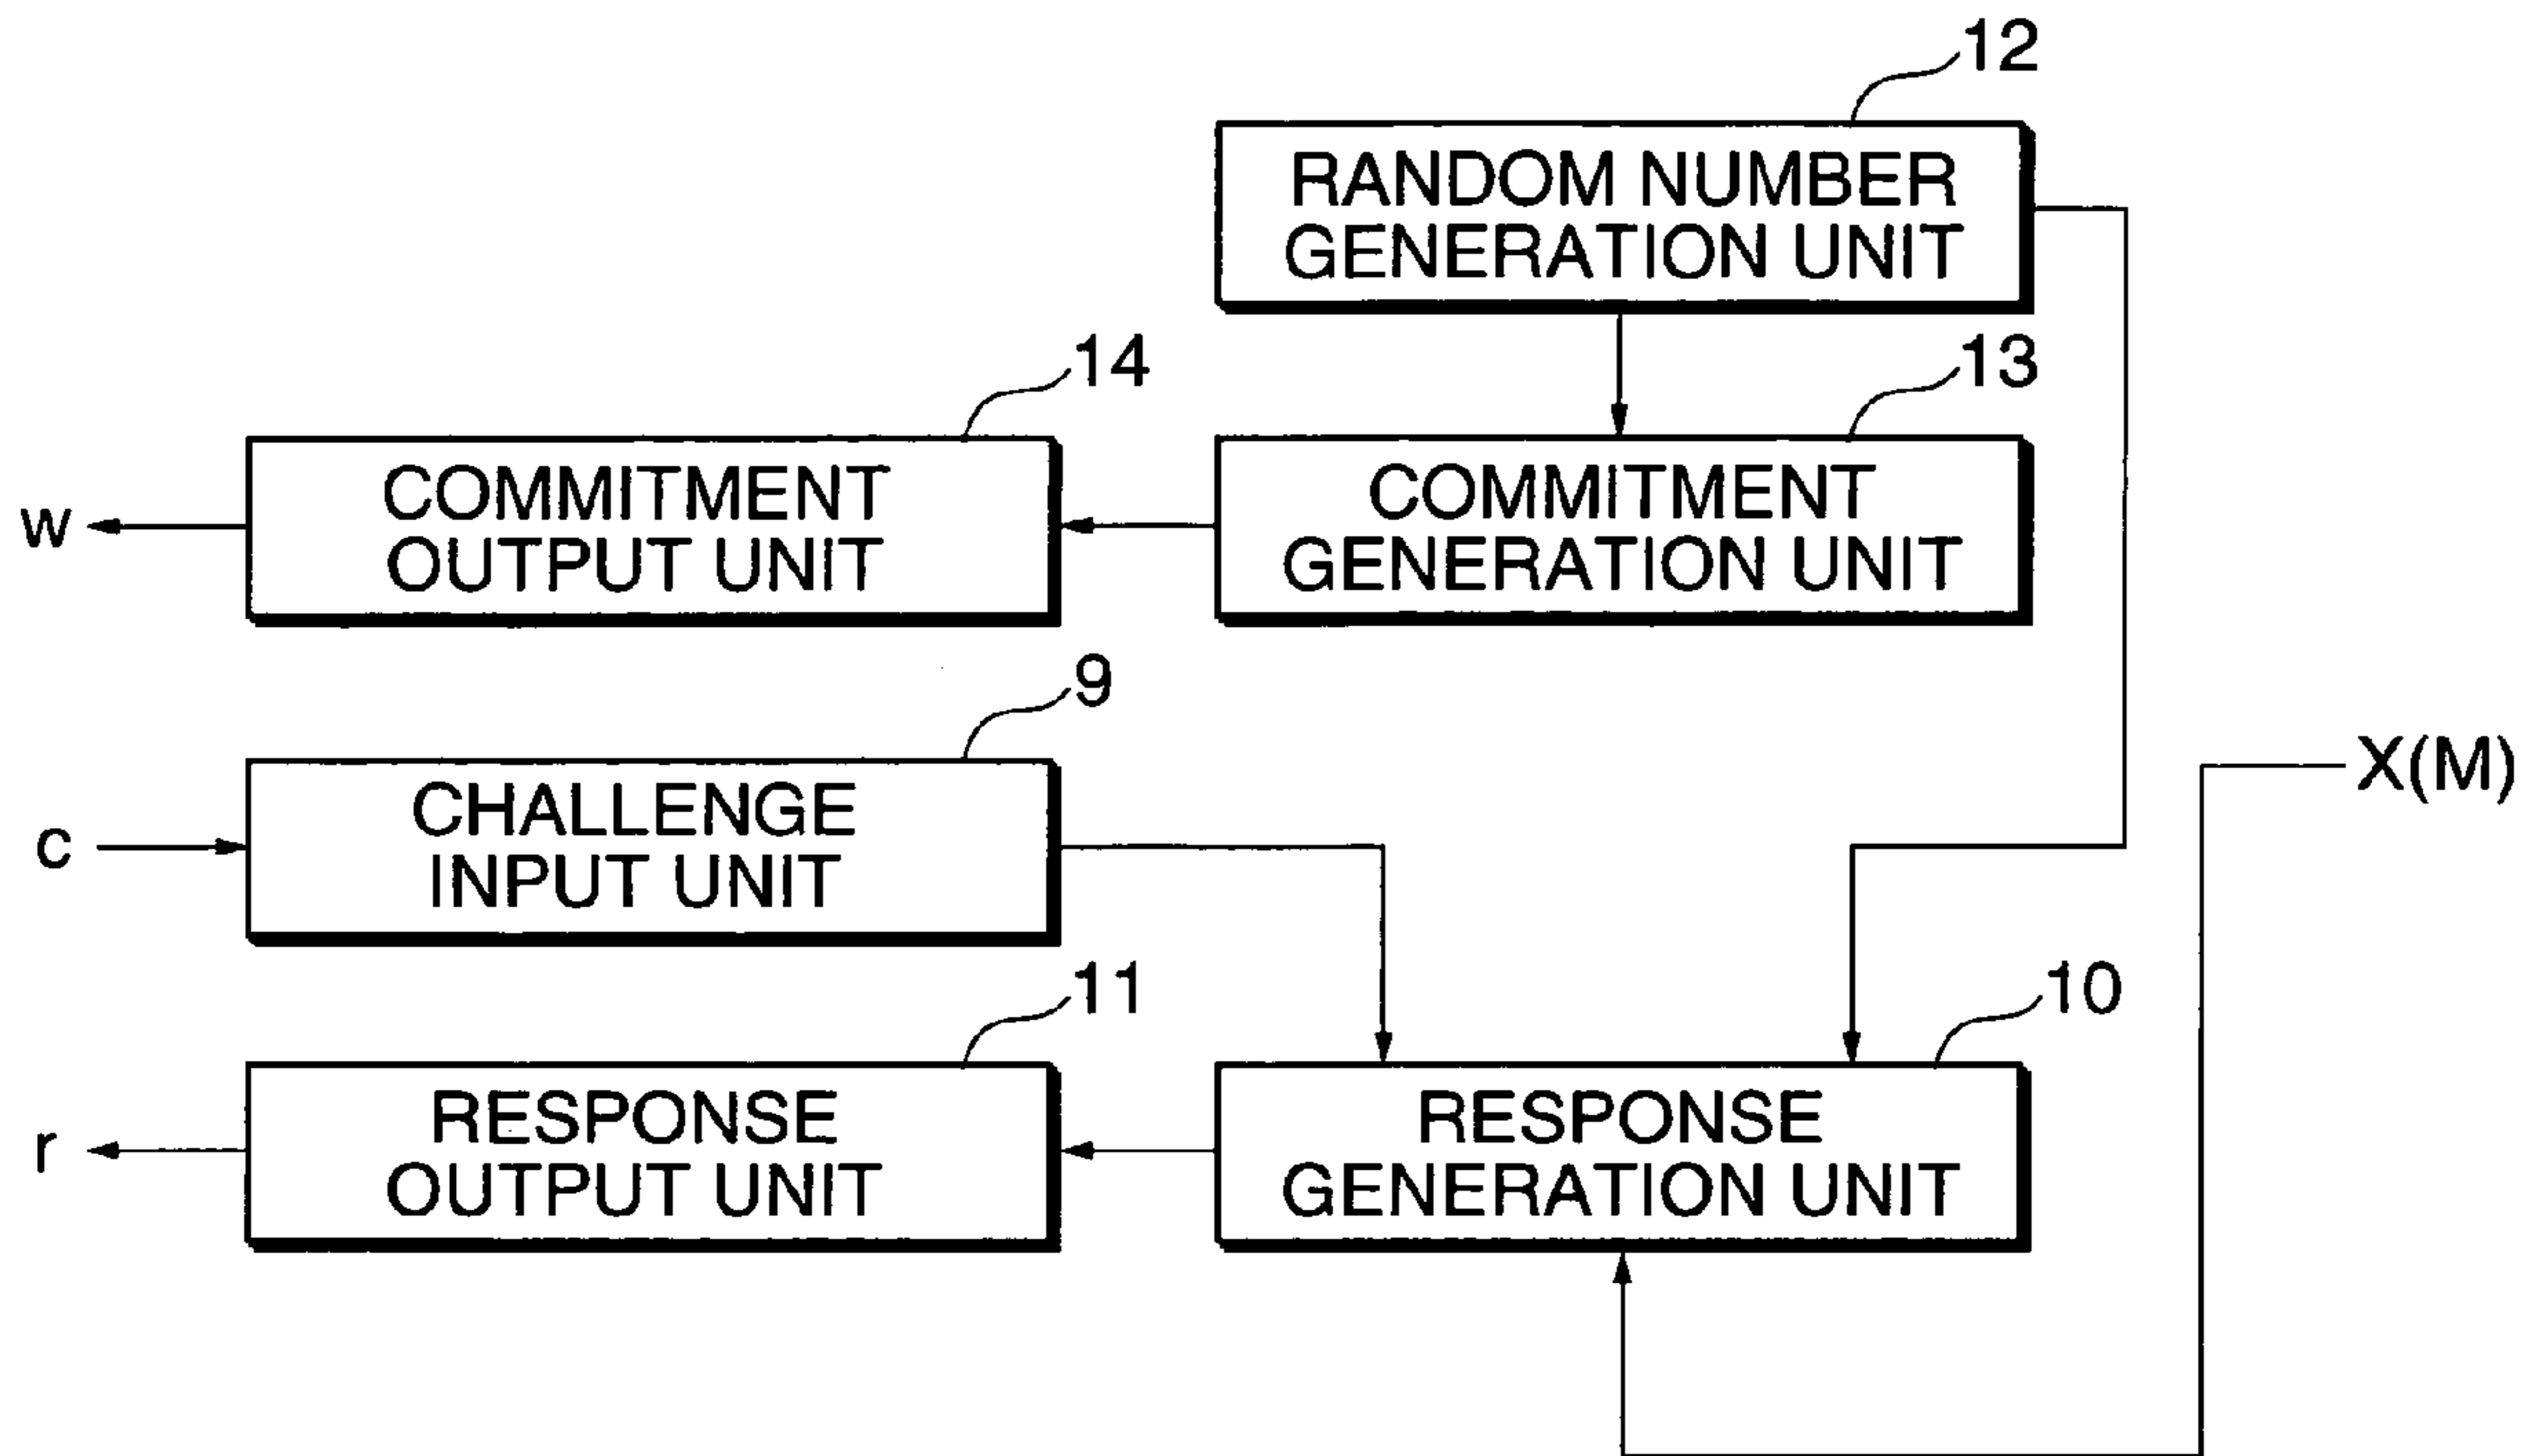 12
RANDOM NUMBER
GENERATION UNIT
14
13
w
COMMITMENT
OUTPUT UNIT
COMMITMENT
GENERATION UNIT
9
X(M)
c
CHALLENGE
INPUT UNIT
11
10
r
RESPONSE
OUTPUT UNIT
RESPONSE
GENERATION UNIT